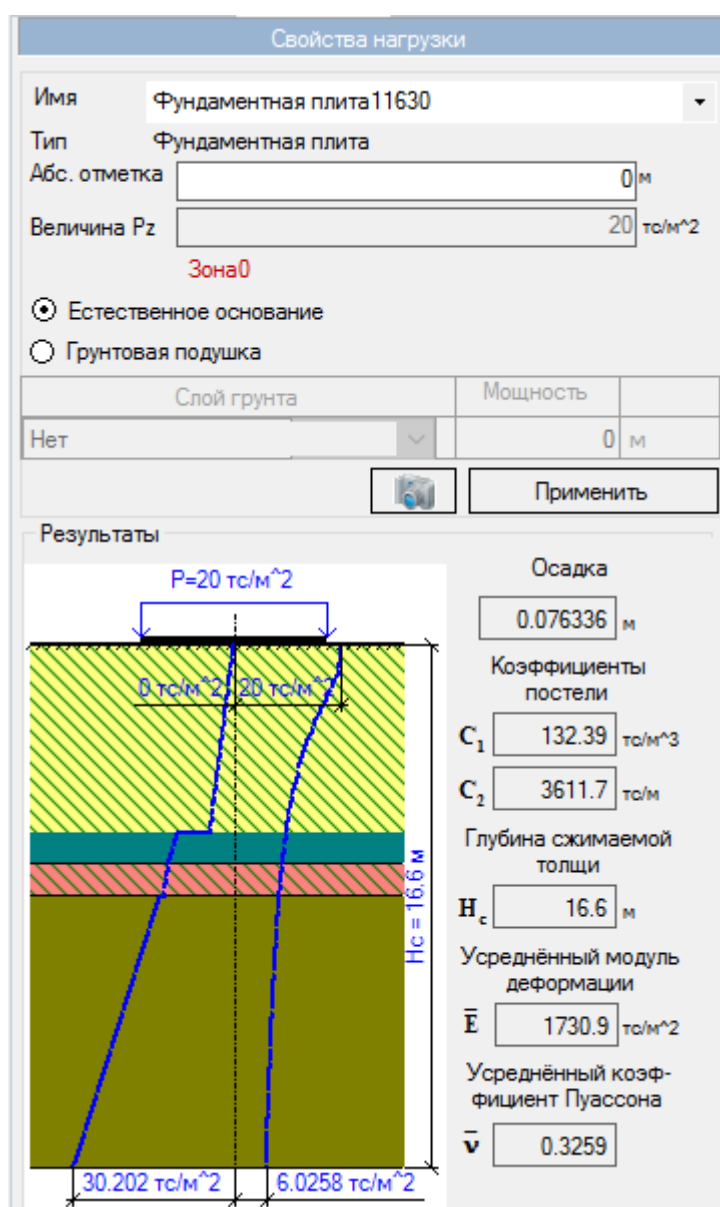 Свойства нагрузки
Имя Фундаментная плита11630
Тип Фундаментная плита
Абс. отметка 0 м
Величина Pz 20 тс/м^2
Зона0
Естественное основание
Грунтовая подушка
Слой грунта Мощность
Нет 0 м
Применить
Результаты
P=20 тс/м^2
0 тс/м^2 20 тс/м^2
Hc = 16.6 м
30.202 тс/м^2 6.0258 тс/м^2
Осадка
0.076336 м
Коэффициенты
постели
C1 132.39 тс/м^3
C2 3611.7 тс/м
Глубина сжимаемой
толщи
Hc 16.6 м
Усреднённый модуль
деформации
E̅ 1730.9 тс/м^2
Усреднённый коэф-
фициент Пуассона
ν̅ 0.3259